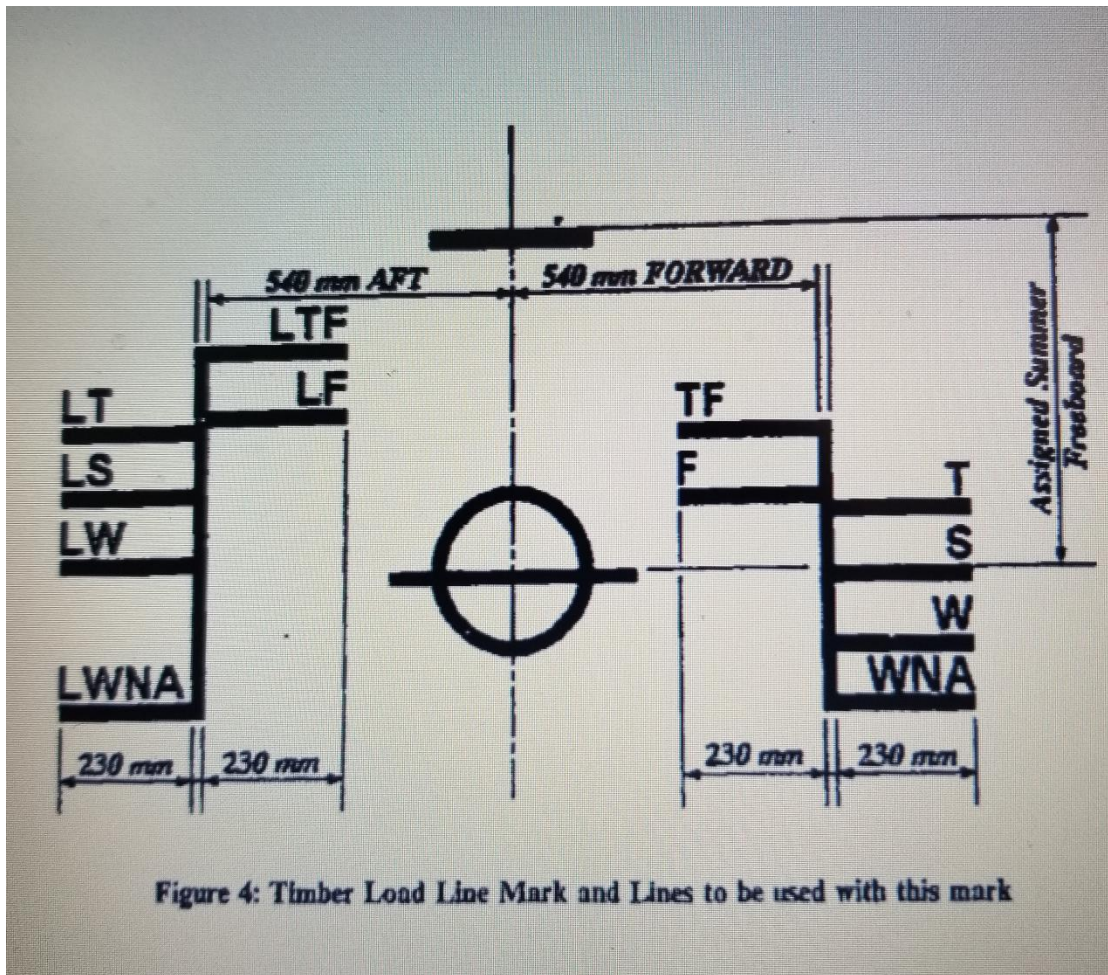 540 mm AFT
540 mm FORWARD
LTF
LF
LT
LS
LW
LWNA
TF
F
T
S
W
WNA
Assigned Summer
Freeboard
230 mm
230 mm
230 mm
230 mm
Figure 4: Timber Load Line Mark and Lines to be used with this mark